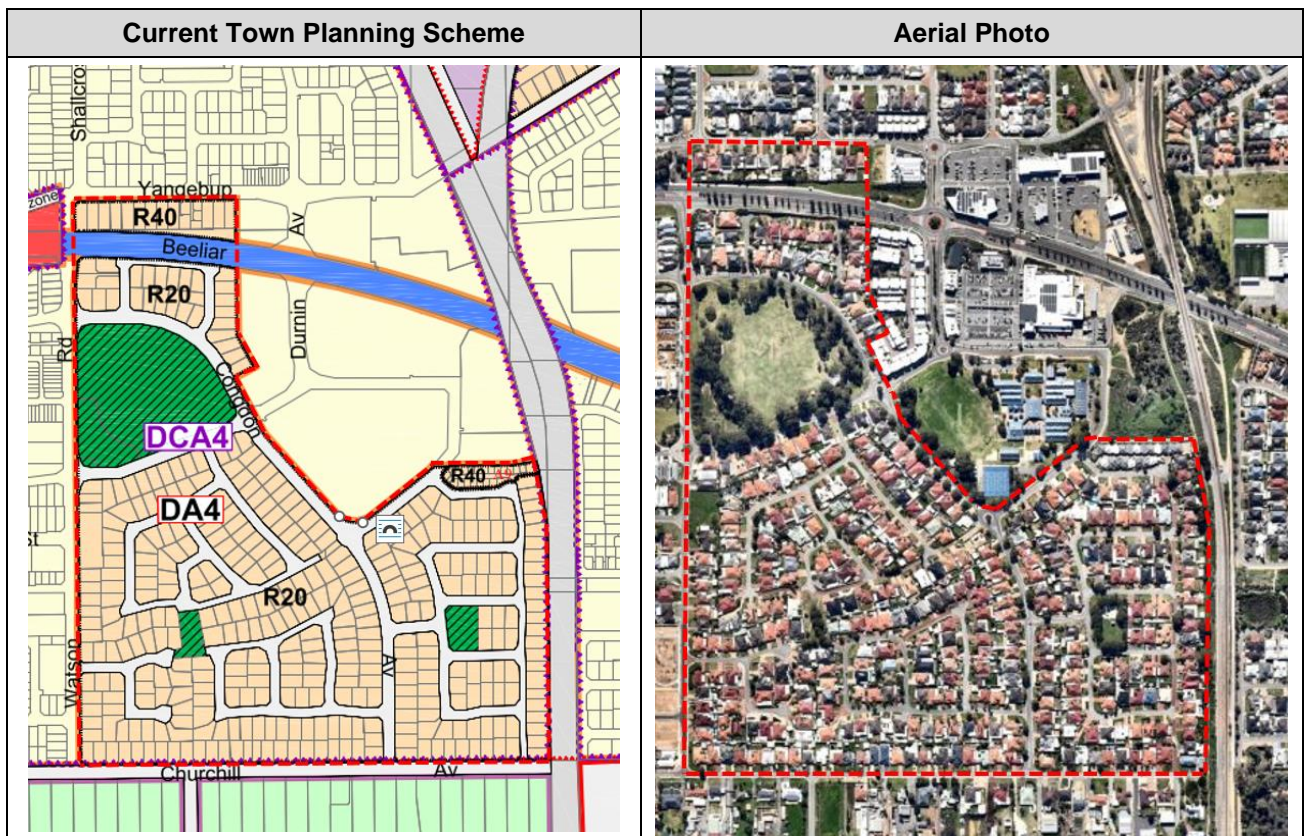 Current Town Planning Scheme
Aerial Photo
Shallcros
zone
Yangebup
R40
Av
Beeliar
R20
Durnin
Rd
Congdon
DCA4
R40
DA4
R20
Av
Watson
Churchill
Av